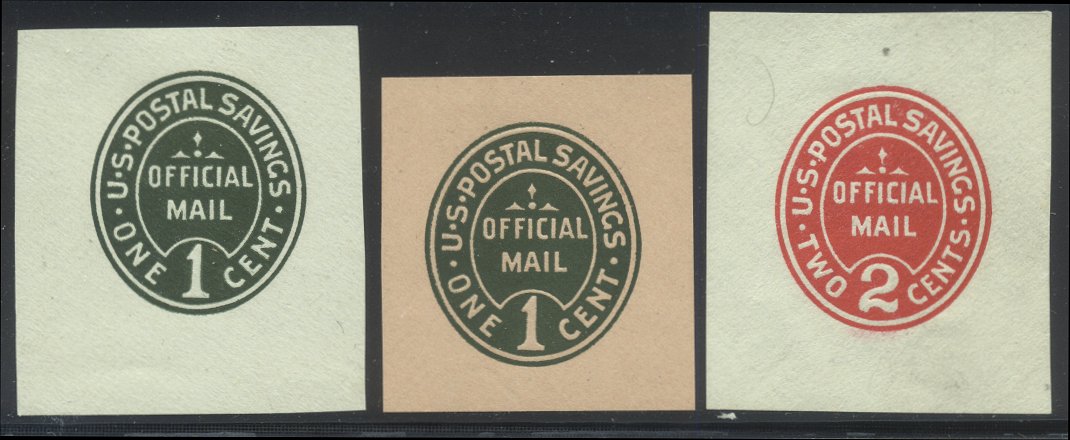 U.S. POSTAL SAVINGS
OFFICIAL
MAIL
1
ONE CENT
U.S. POSTAL SAVINGS
OFFICIAL
MAIL
1
ONE CENT
U.S. POSTAL SAVINGS
OFFICIAL
MAIL
2
TWO CENTS